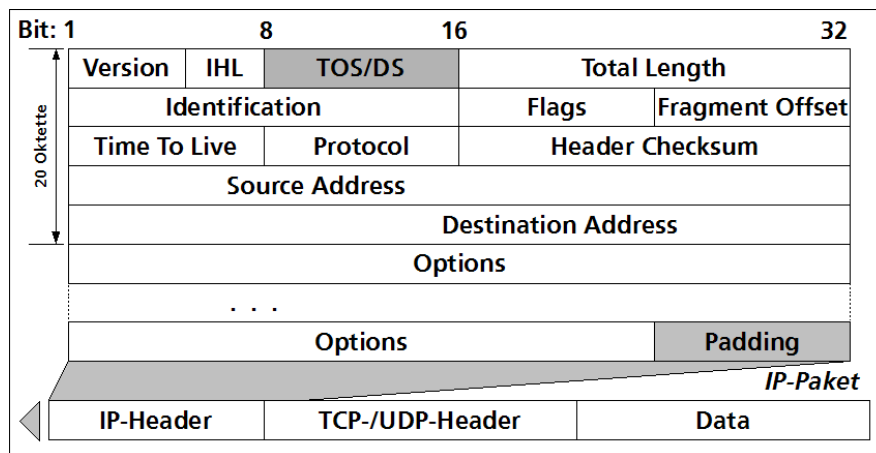 Bit: 1 8 16 32
Version IHL TOS/DS Total Length
Identification Flags Fragment Offset
20 Oktette
Time To Live Protocol Header Checksum
Source Address
Destination Address
Options
. . .
Options Padding
IP-Paket
IP-Header TCP-/UDP-Header Data